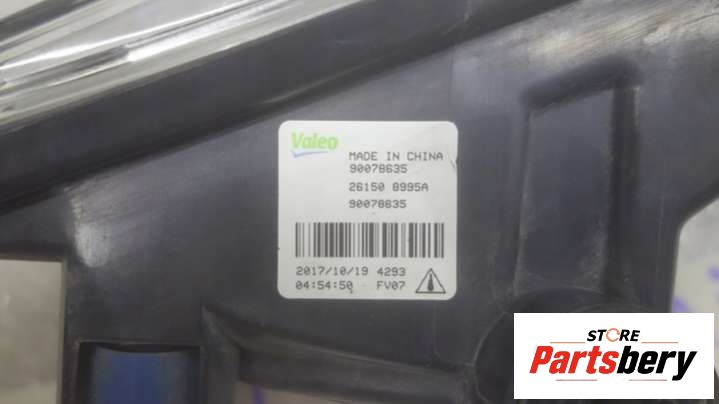 Valeo
MADE IN CHINA
90078635
26150 8995A
90078635
2017/10/19 4293
04:54:50 FV07
STORE
Partsbery